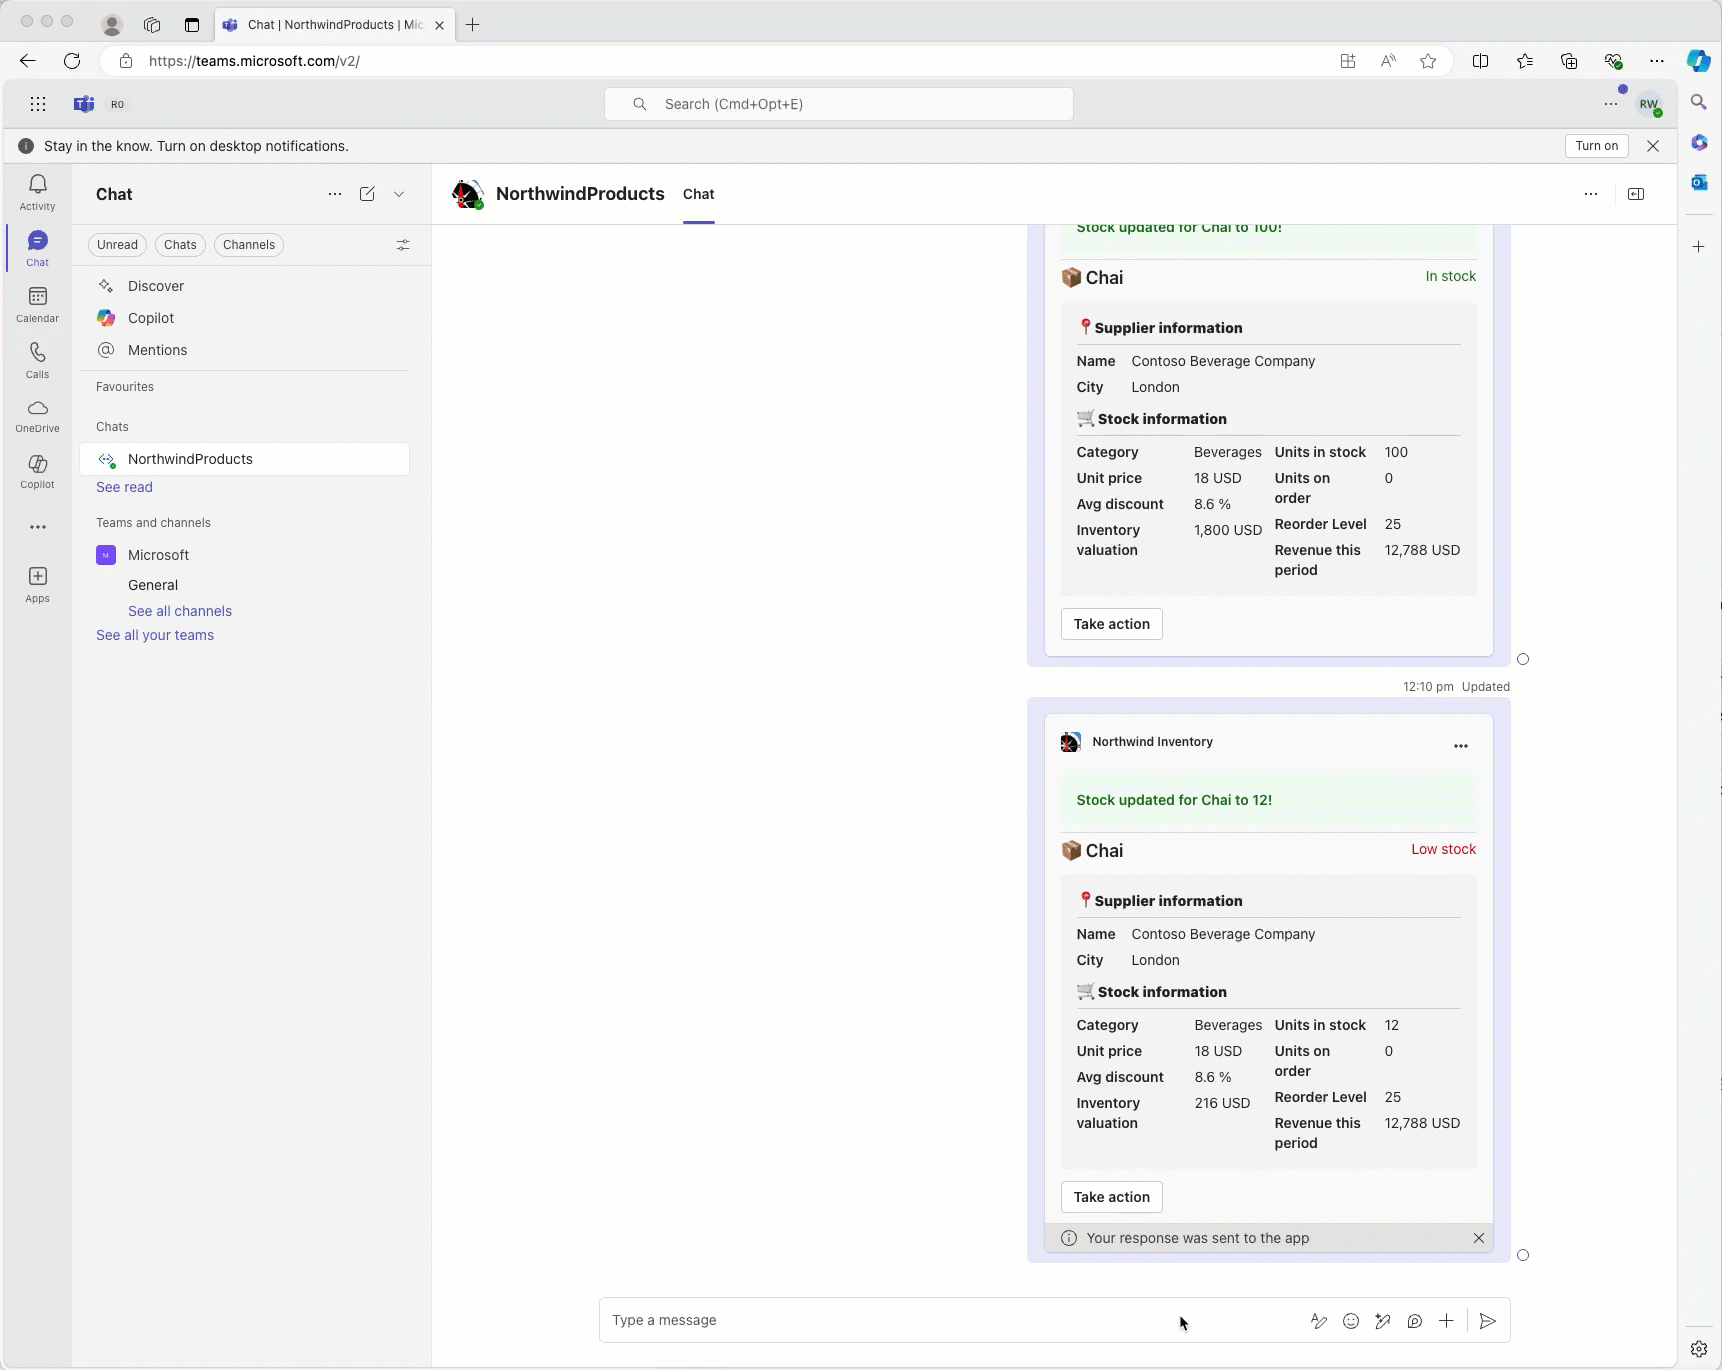 Chat | NorthwindProducts | Mic
https://teams.microsoft.com/v2/
RO
Search (Cmd+Opt+E)
RW
Stay in the know. Turn on desktop notifications.
Turn on
Activity
Chat
Calendar
Calls
OneDrive
Copilot
Apps
Chat
Unread
Chats
Channels
Discover
Copilot
Mentions
Favourites
Chats
NorthwindProducts
See read
Teams and channels
M
Microsoft
General
See all channels
See all your teams
NorthwindProducts
Chat
Stock updated for Chai to 100!
Chai
In stock
Supplier information
Name Contoso Beverage Company
City London
Stock information
Category Beverages
Unit price 18 USD
Avg discount 8.6 %
Inventory valuation 1,800 USD
Units in stock 100
Units on order 0
Reorder Level 25
Revenue this period 12,788 USD
Take action
12:10 pm Updated
Northwind Inventory
Stock updated for Chai to 12!
Chai
Low stock
Supplier information
Name Contoso Beverage Company
City London
Stock information
Category Beverages
Unit price 18 USD
Avg discount 8.6 %
Inventory valuation 216 USD
Units in stock 12
Units on order 0
Reorder Level 25
Revenue this period 12,788 USD
Take action
Your response was sent to the app
Type a message